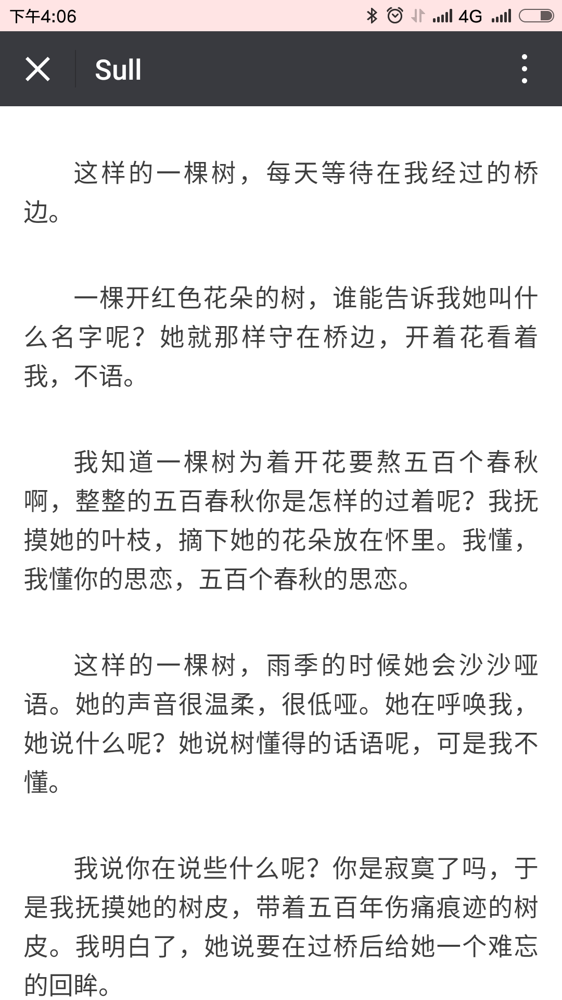 下午4:06 4G
Sull
这样的一棵树，每天等待在我经过的桥
边。
一棵开红色花朵的树，谁能告诉我她叫什
么名字呢？她就那样守在桥边，开着花看着
我，不语。
我知道一棵树为着开花要熬五百个春秋
啊，整整的五百春秋你是怎样的过着呢？我抚
摸她的叶枝，摘下她的花朵放在怀里。我懂，
我懂你的思恋，五百个春秋的思恋。
这样的一棵树，雨季的时候她会沙沙哑
语。她的声音很温柔，很低哑。她在呼唤我，
她说什么呢？她说树懂得的话语呢，可是我不
懂。
我说你在说些什么呢？你是寂寞了吗，于
是我抚摸她的树皮，带着五百年伤痛痕迹的树
皮。我明白了，她说要在过桥后给她一个难忘
的回眸。